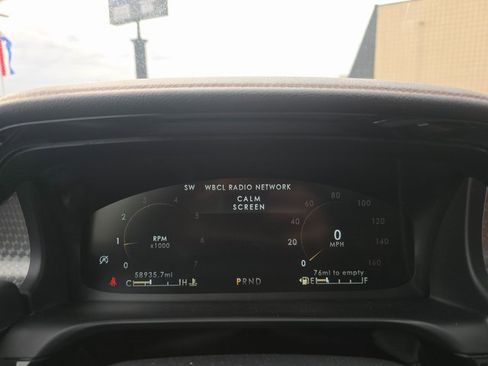 SW WBCL RADIO NETWORK
CALM
SCREEN
0 1 2 3 4 5 6 7
RPM
x1000
0 20 40 60 80 100 120 140 160
0
MPH
58935.7mi
PRND
76mi to empty
C H
E F